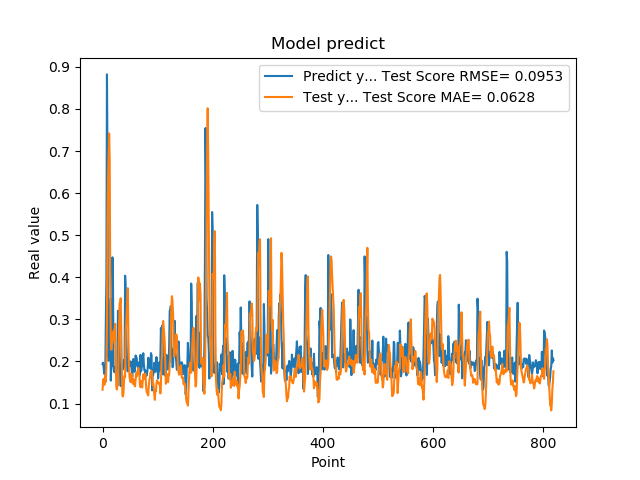 Model predict
Predict y... Test Score RMSE= 0.0953
Test y... Test Score MAE= 0.0628
Real value
0.9
0.8
0.7
0.6
0.5
0.4
0.3
0.2
0.1
0 200 400 600 800
Point